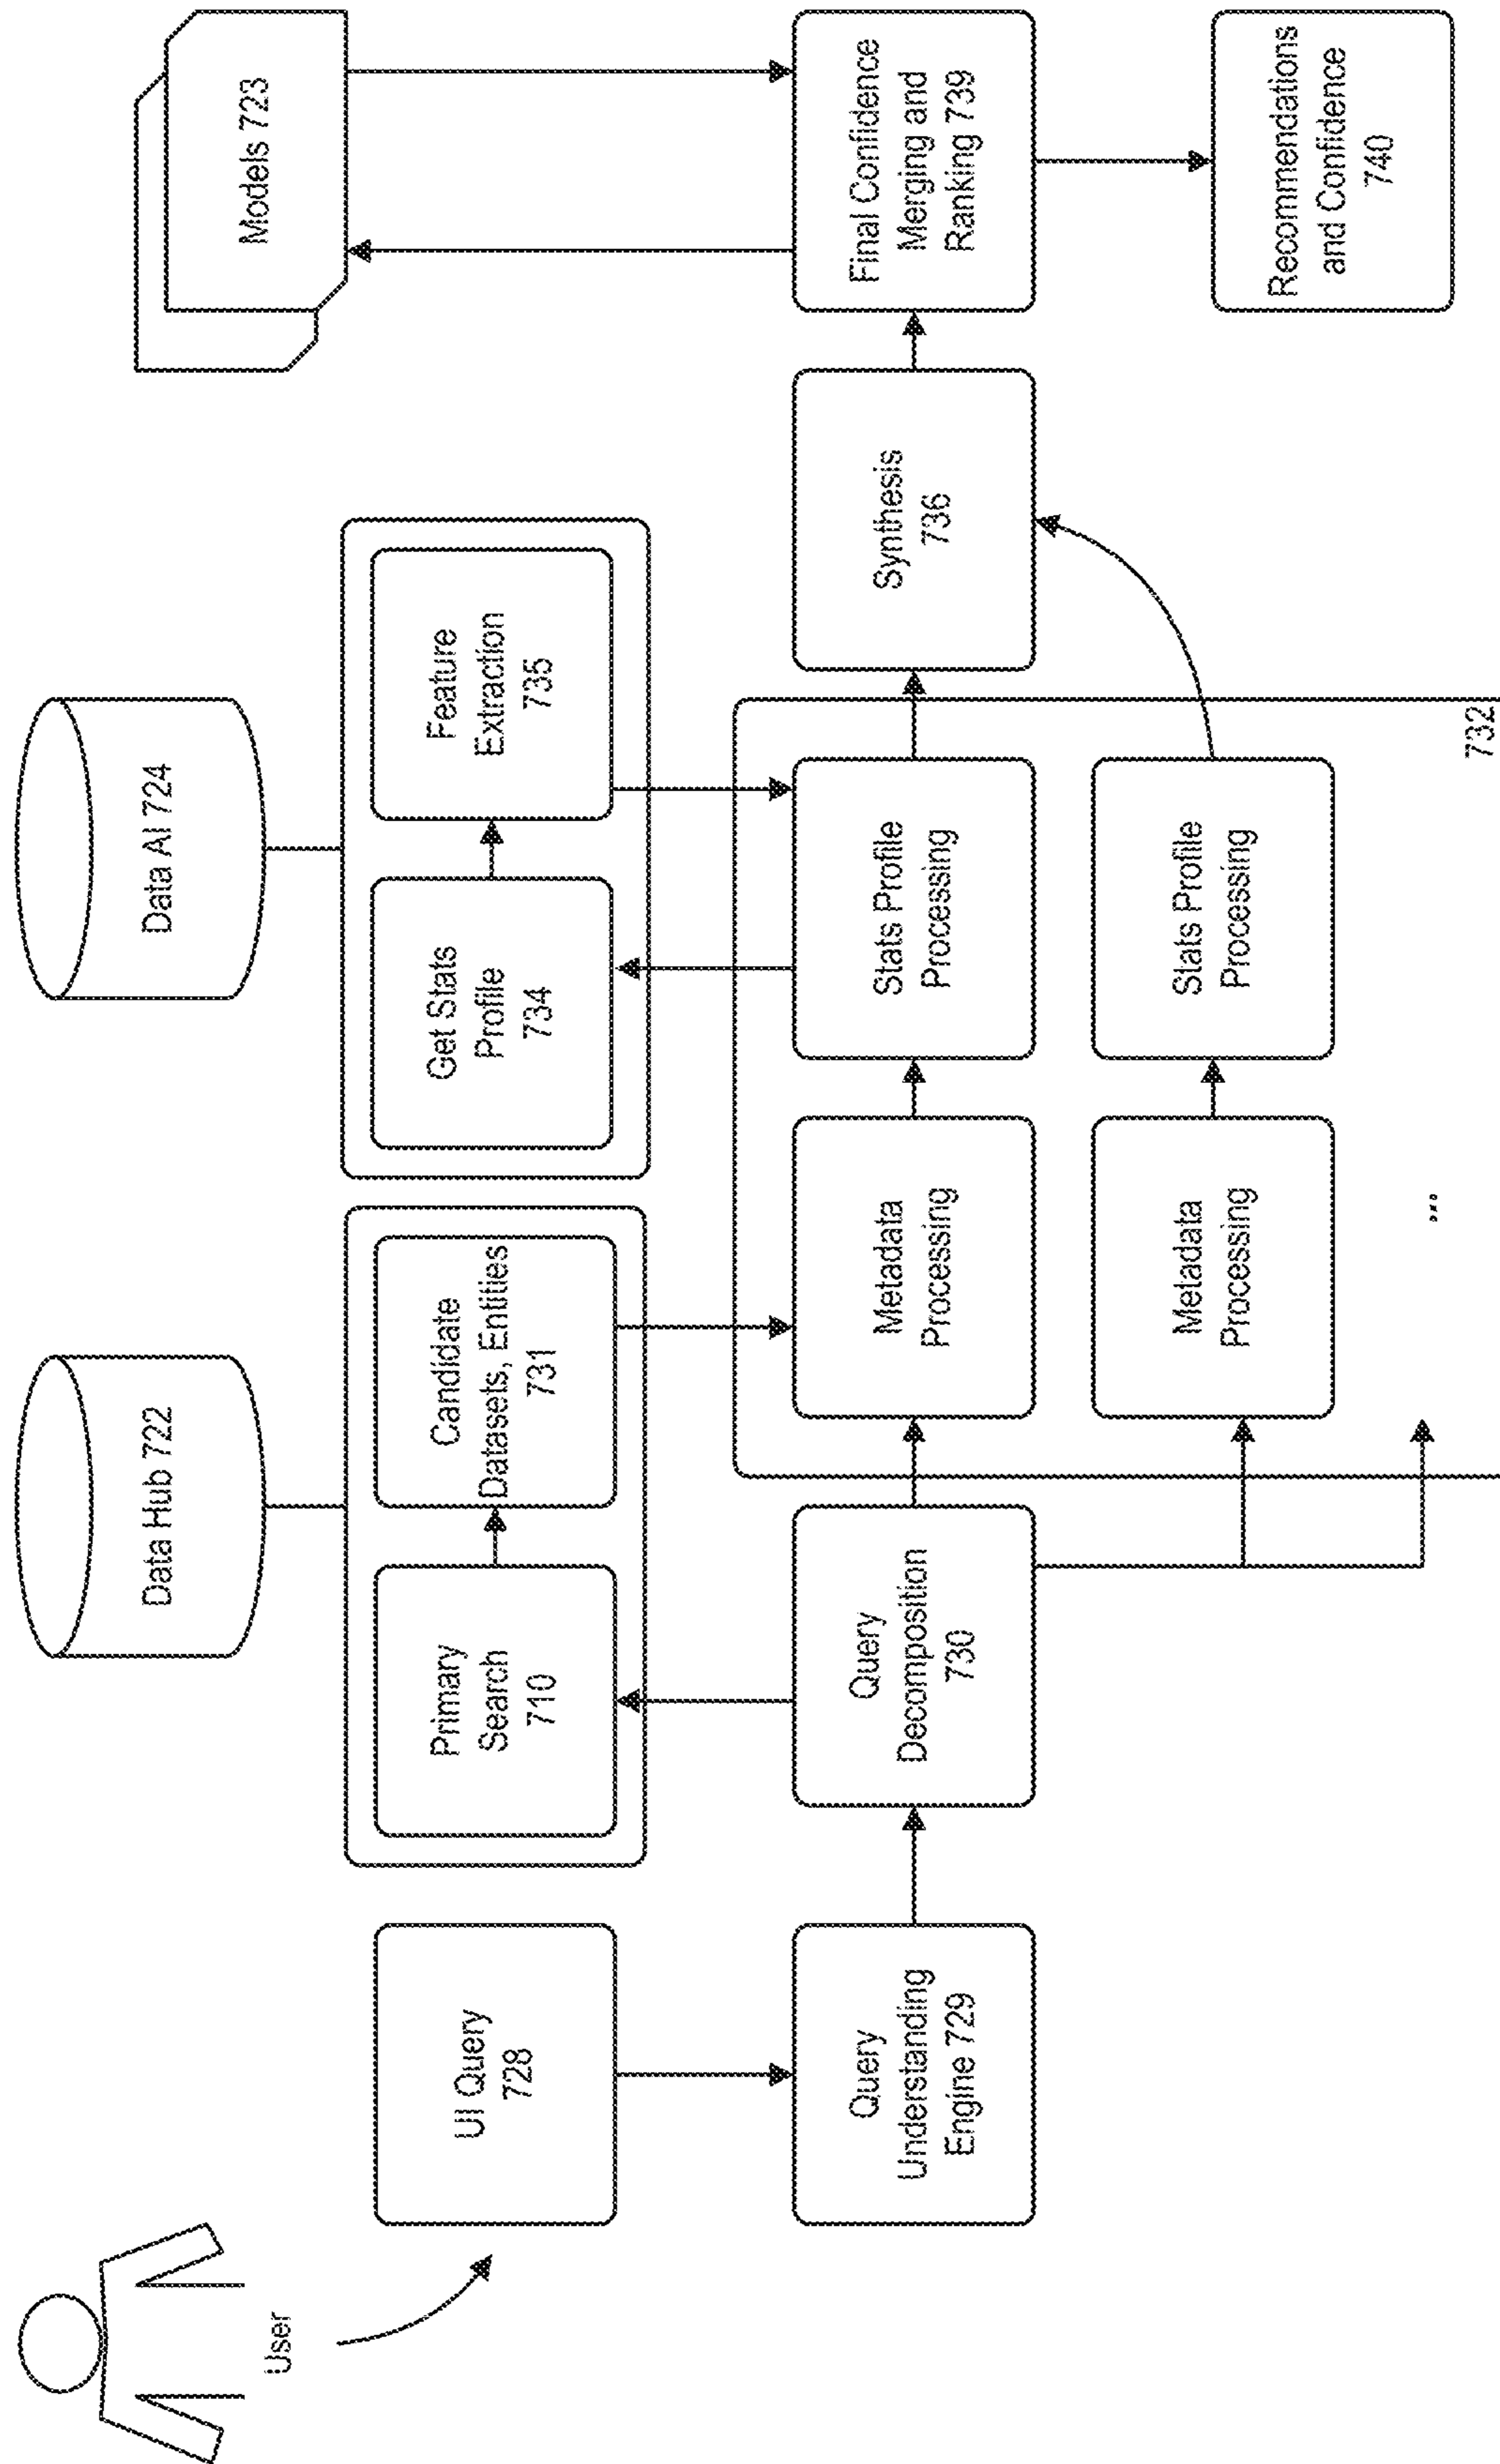 User
UI Query
728
Query
Understanding
Engine 729
Data Hub 722
Primary
Search
710
Candidate
Datasets, Entities
731
Query
Decomposition
730
Data AI 724
Get Stats
Profile
734
Feature
Extraction
735
Metadata
Processing
Stats Profile
Processing
Metadata
Processing
Stats Profile
Processing
...
732
Synthesis
736
Models 723
Final Confidence
Merging and
Ranking 739
Recommendations
and Confidence
740